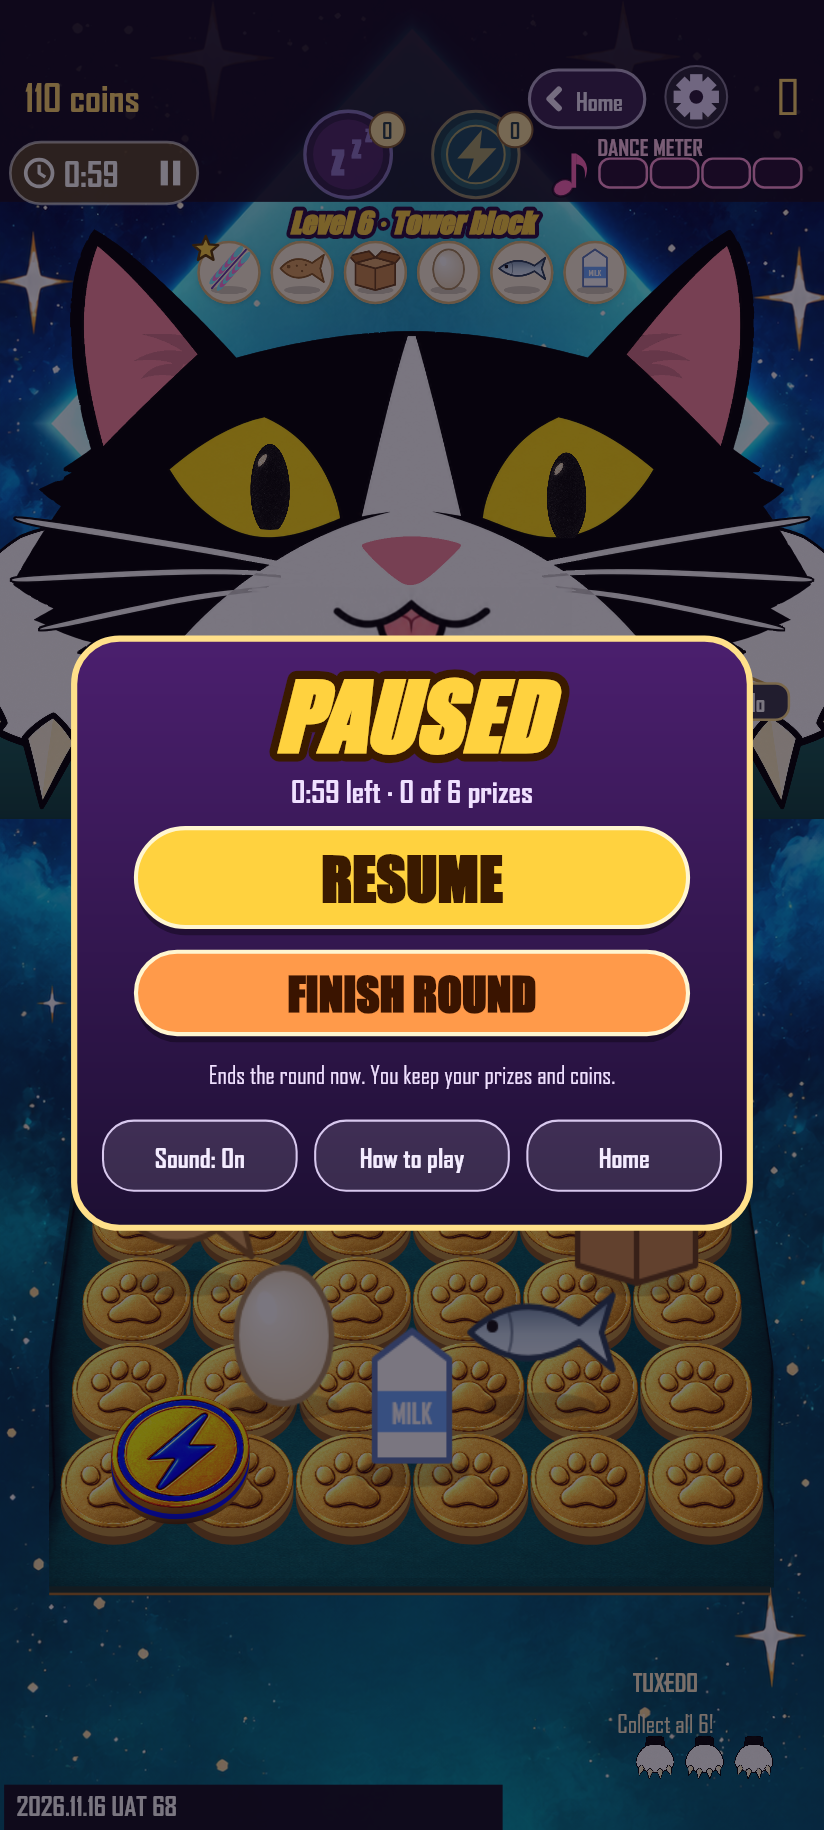 110 coins
Home
0:59
0
0
DANCE METER
Level 6 · Tower block
MILK
PAUSED
0:59 left · 0 of 6 prizes
RESUME
FINISH ROUND
Ends the round now. You keep your prizes and coins.
Sound: On
How to play
Home
MILK
TUXEDO
Collect all 6!
2026.11.16 UAT 68